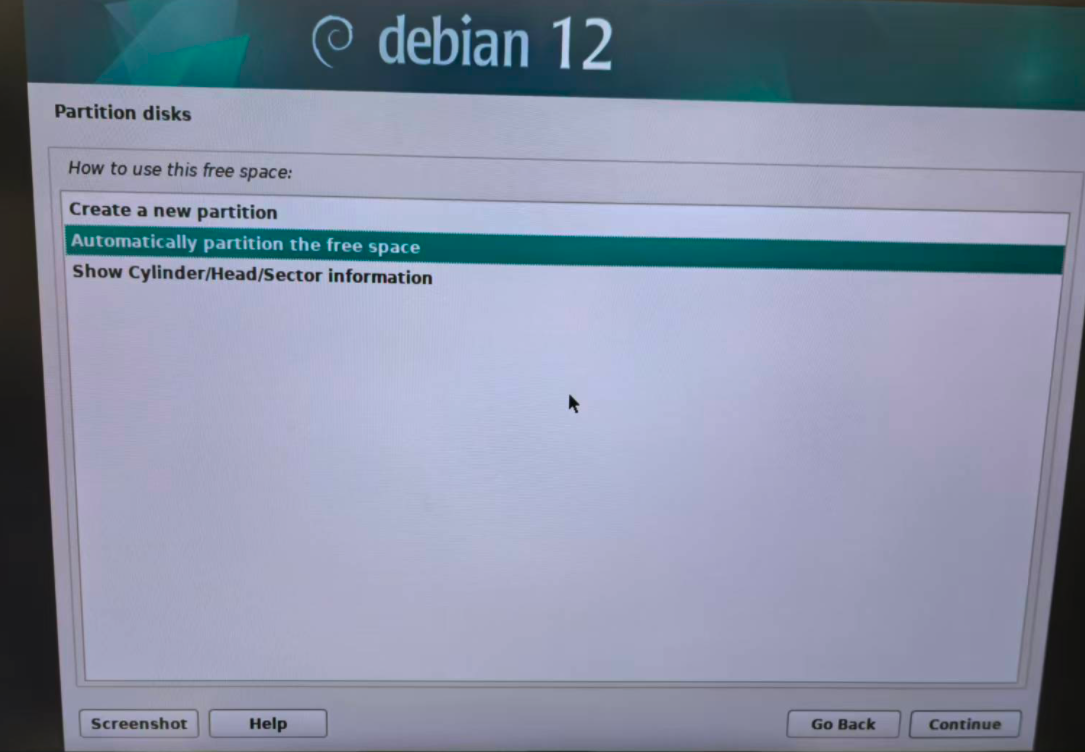 debian 12
Partition disks
How to use this free space:
Create a new partition
Automatically partition the free space
Show Cylinder/Head/Sector information
Screenshot
Help
Go Back
Continue